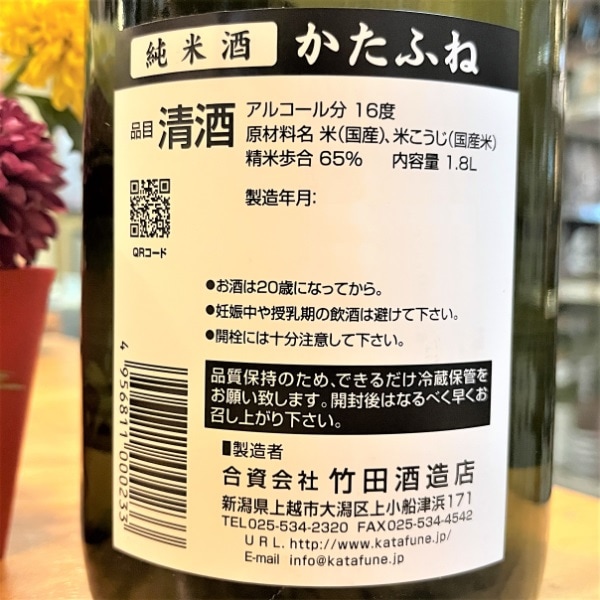 純米酒 かたふね
品目 清酒
アルコール分 16度
原材料名 米(国産)、米こうじ(国産米)
精米歩合 65% 内容量 1.8L
製造年月:
QRコード
●お酒は20歳になってから。
●妊娠中や授乳期の飲酒は避けて下さい。
●開栓には十分注意して下さい。
品質保持のため、できるだけ冷蔵保管を
お願い致します。開封後はなるべく早くお
召し上がり下さい。
4 956811 000233
■製造者
合資会社 竹田酒造店
新潟県上越市大潟区上小船津浜171
TEL025-534-2320 FAX025-534-4542
URL. http://www.katafune.jp/
E-mail info@katafune.jp